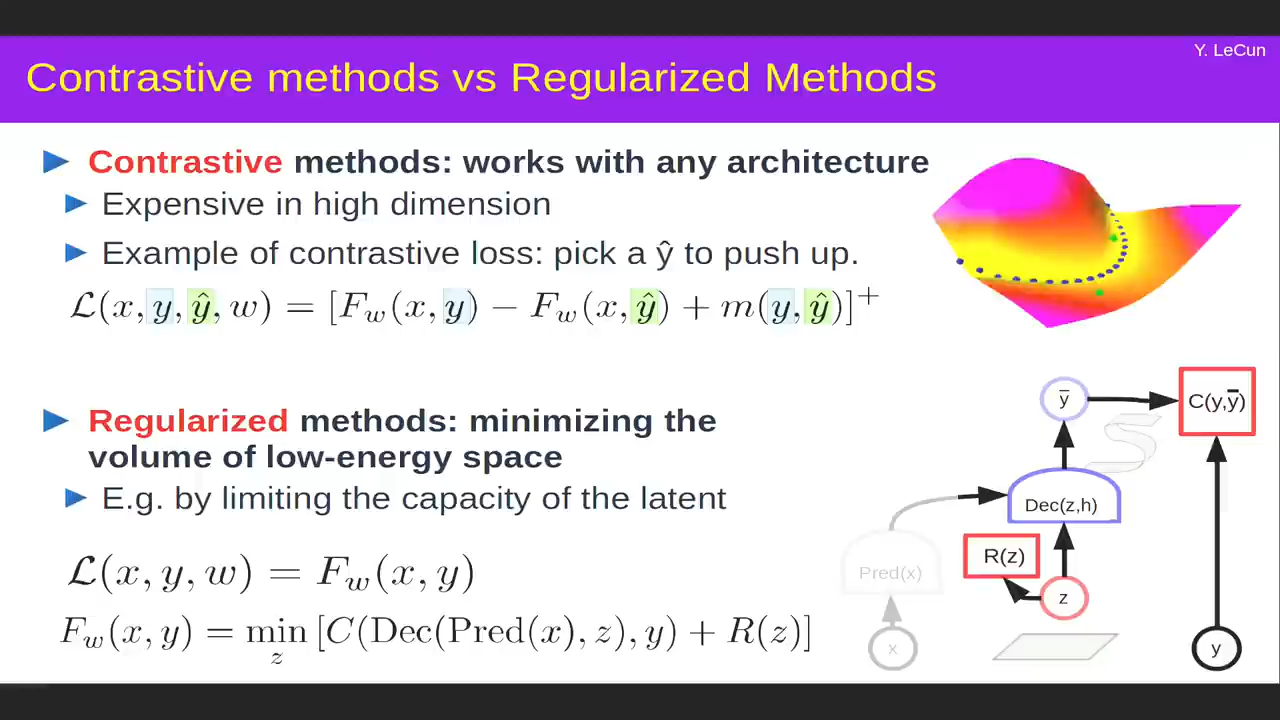 Y. LeCun
Contrastive methods vs Regularized Methods
Contrastive methods: works with any architecture
Expensive in high dimension
Example of contrastive loss: pick a ŷ to push up.
ℒ(x, y, ŷ, w) = [F_w(x, y) − F_w(x, ŷ) + m(y, ŷ)]⁺
Regularized methods: minimizing the
volume of low-energy space
E.g. by limiting the capacity of the latent
ℒ(x, y, w) = F_w(x, y)
F_w(x, y) = min_z [C(Dec(Pred(x), z), y) + R(z)]
ȳ
C(y,ȳ)
S
Dec(z,h)
R(z)
Pred(x)
z
x
y